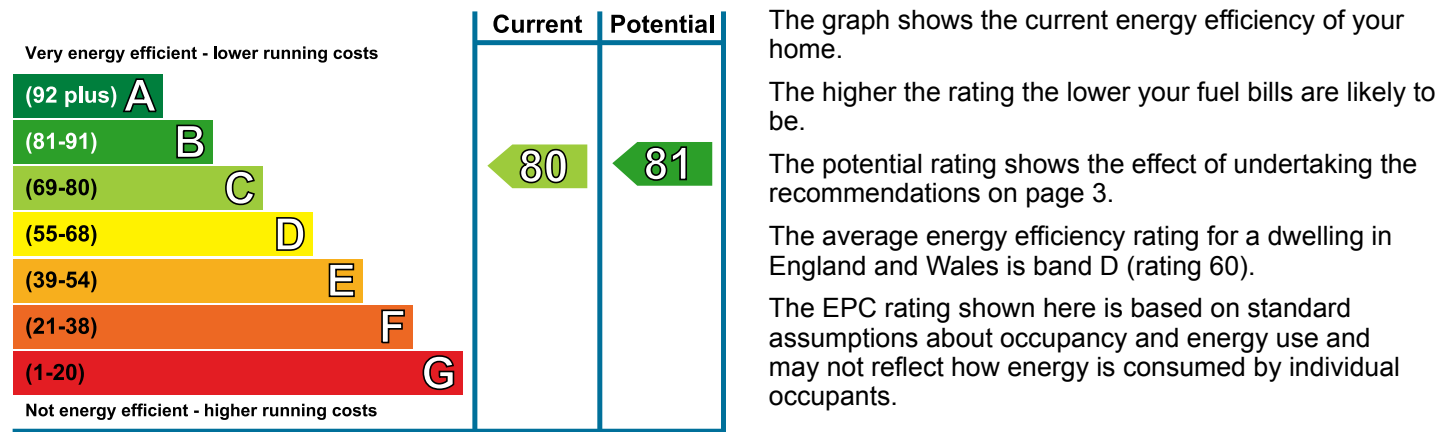 Current Potential
Very energy efficient - lower running costs
(92 plus) A
(81-91) B
(69-80) C
(55-68) D
(39-54) E
(21-38) F
(1-20) G
Not energy efficient - higher running costs
80 81
The graph shows the current energy efficiency of your
home.
The higher the rating the lower your fuel bills are likely to
be.
The potential rating shows the effect of undertaking the
recommendations on page 3.
The average energy efficiency rating for a dwelling in
England and Wales is band D (rating 60).
The EPC rating shown here is based on standard
assumptions about occupancy and energy use and
may not reflect how energy is consumed by individual
occupants.